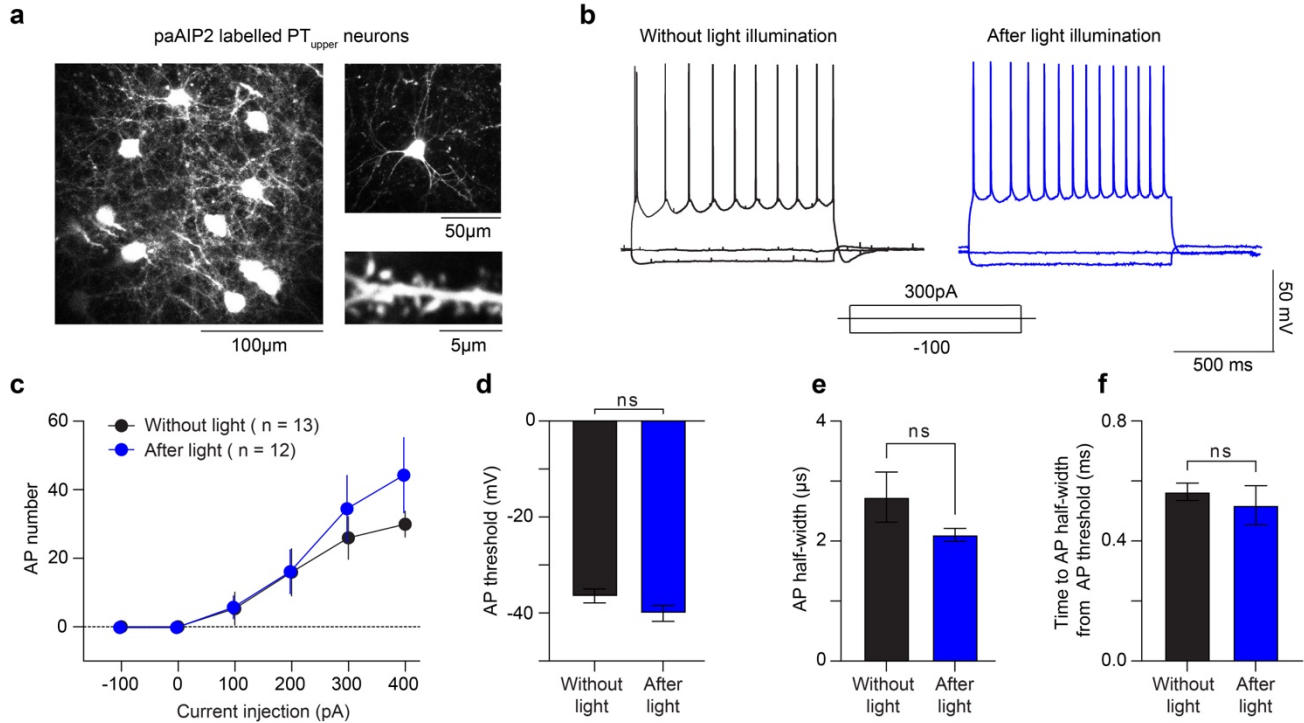 a
paAIP2 labelled PTupper neurons
50µm
100µm
5µm
b
Without light illumination
After light illumination
300pA
-100
50 mV
500 ms
c
Without light ( n = 13)
After light ( n = 12)
60
40
20
0
AP number
-100 0 100 200 300 400
Current injection (pA)
d
ns
0
-20
-40
AP threshold (mV)
Without
light
After
light
e
ns
4
2
0
AP half-width (µs)
Without
light
After
light
f
ns
0.8
0.4
0.0
Time to AP half-width
from AP threshold (ms)
Without
light
After
light